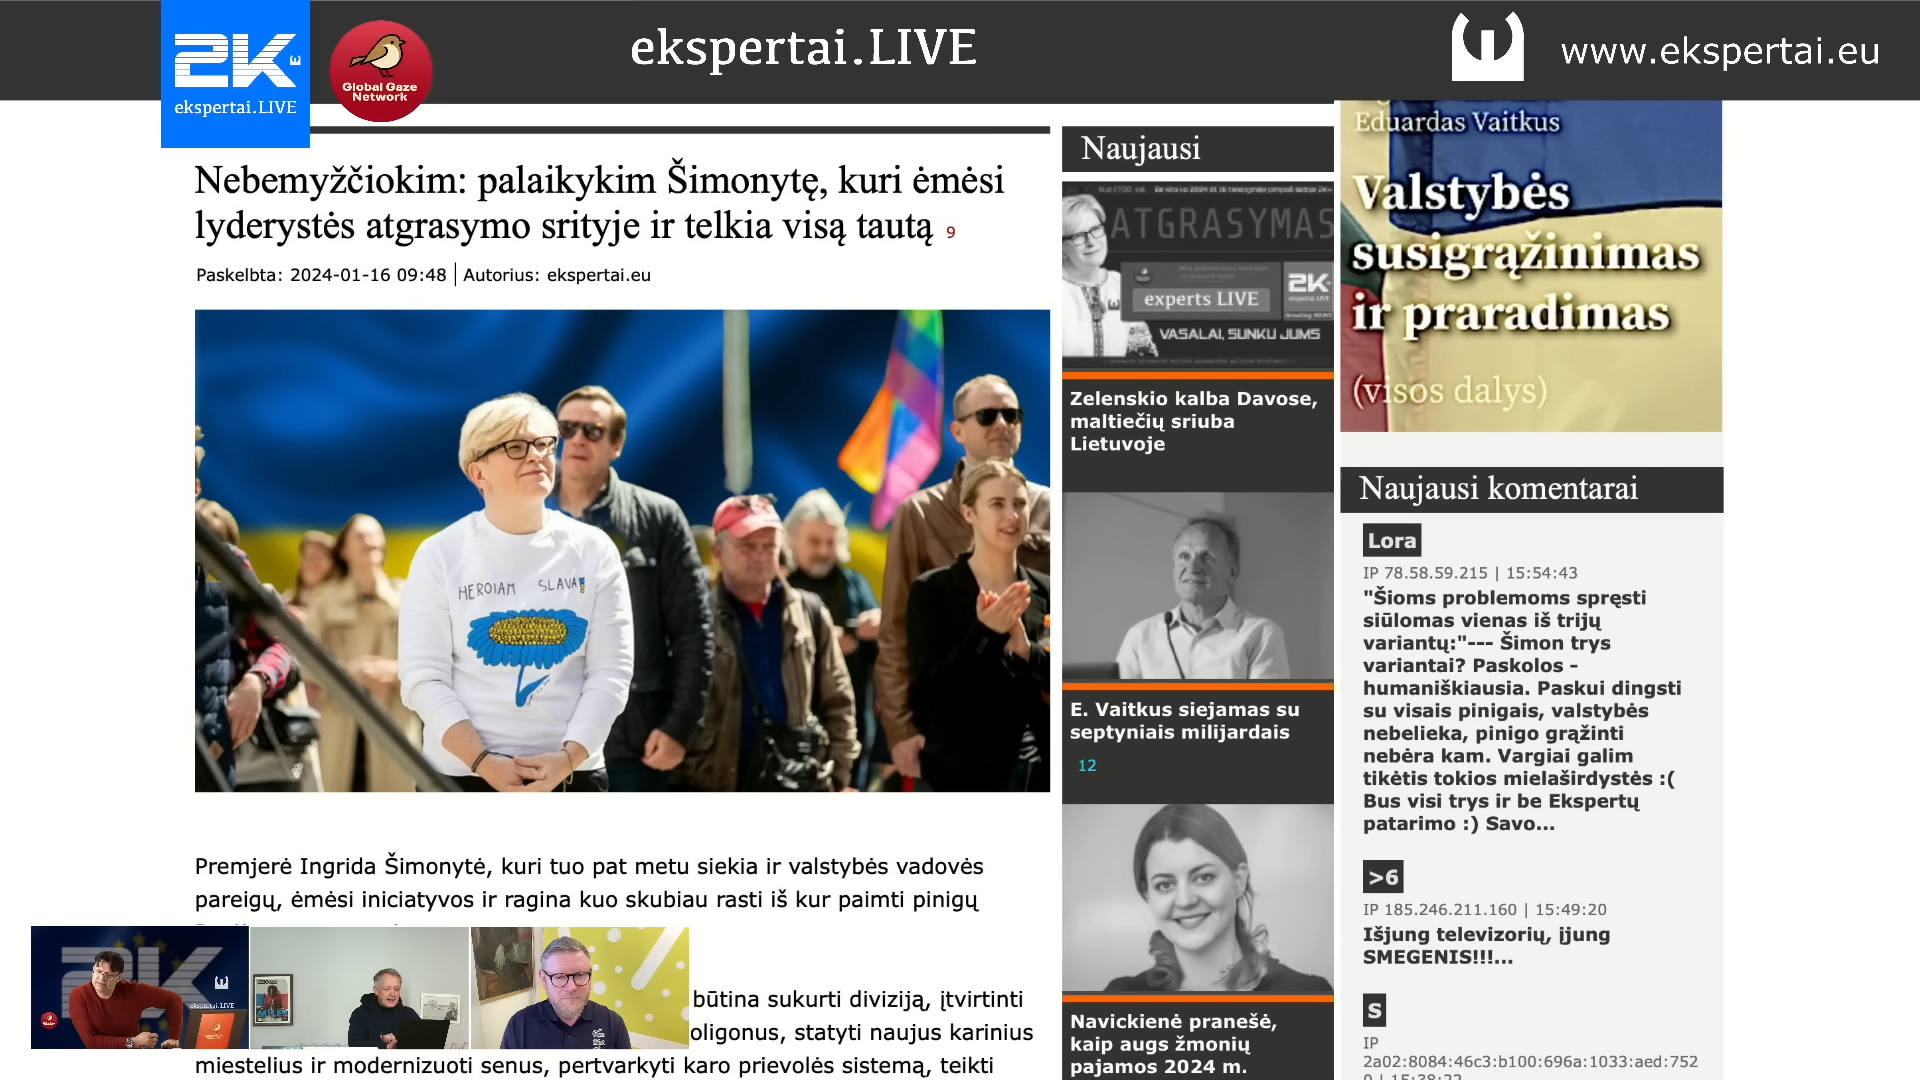 2K
ekspertai.LIVE
Global Gaze
Network
ekspertai.LIVE
www.ekspertai.eu
Nebemyžčiokim: palaikykim Šimonytę, kuri ėmėsi
lyderystės atgrasymo srityje ir telkia visą tautą 9
Paskelbta: 2024-01-16 09:48 | Autorius: ekspertai.eu
HEROIAM SLAVA!
Premjerė Ingrida Šimonytė, kuri tuo pat metu siekia ir valstybės vadovės
pareigų, ėmėsi iniciatyvos ir ragina kuo skubiau rasti iš kur paimti pinigų
būtina sukurti diviziją, įtvirtinti
oligonus, statyti naujus karinius
miestelius ir modernizuoti senus, pertvarkyti karo prievolės sistemą, teikti
2K
ekspertai.LIVE
Naujausi
ATGRASYMAS
experts LIVE
2K
VASALAI, SUNKU JUMS
Zelenskio kalba Davose,
maltiečių sriuba
Lietuvoje
E. Vaitkus siejamas su
septyniais milijardais
12
Navickienė pranešė,
kaip augs žmonių
pajamos 2024 m.
Eduardas Vaitkus
Valstybės
susigrąžinimas
ir praradimas
(visos dalys)
Naujausi komentarai
Lora
IP 78.58.59.215 | 15:54:43
"Šioms problemoms spręsti
siūlomas vienas iš trijų
variantų:"--- Šimon trys
variantai? Paskolos -
humaniškiausia. Paskui dingsti
su visais pinigais, valstybės
nebelieka, pinigo grąžinti
nebėra kam. Vargiai galim
tikėtis tokios mielaširdystės :(
Bus visi trys ir be Ekspertų
patarimo :) Savo...
>6
IP 185.246.211.160 | 15:49:20
Išjung televizorių, įjung
SMEGENIS!!!...
S
IP
2a02:8084:46c3:b100:696a:1033:aed:752